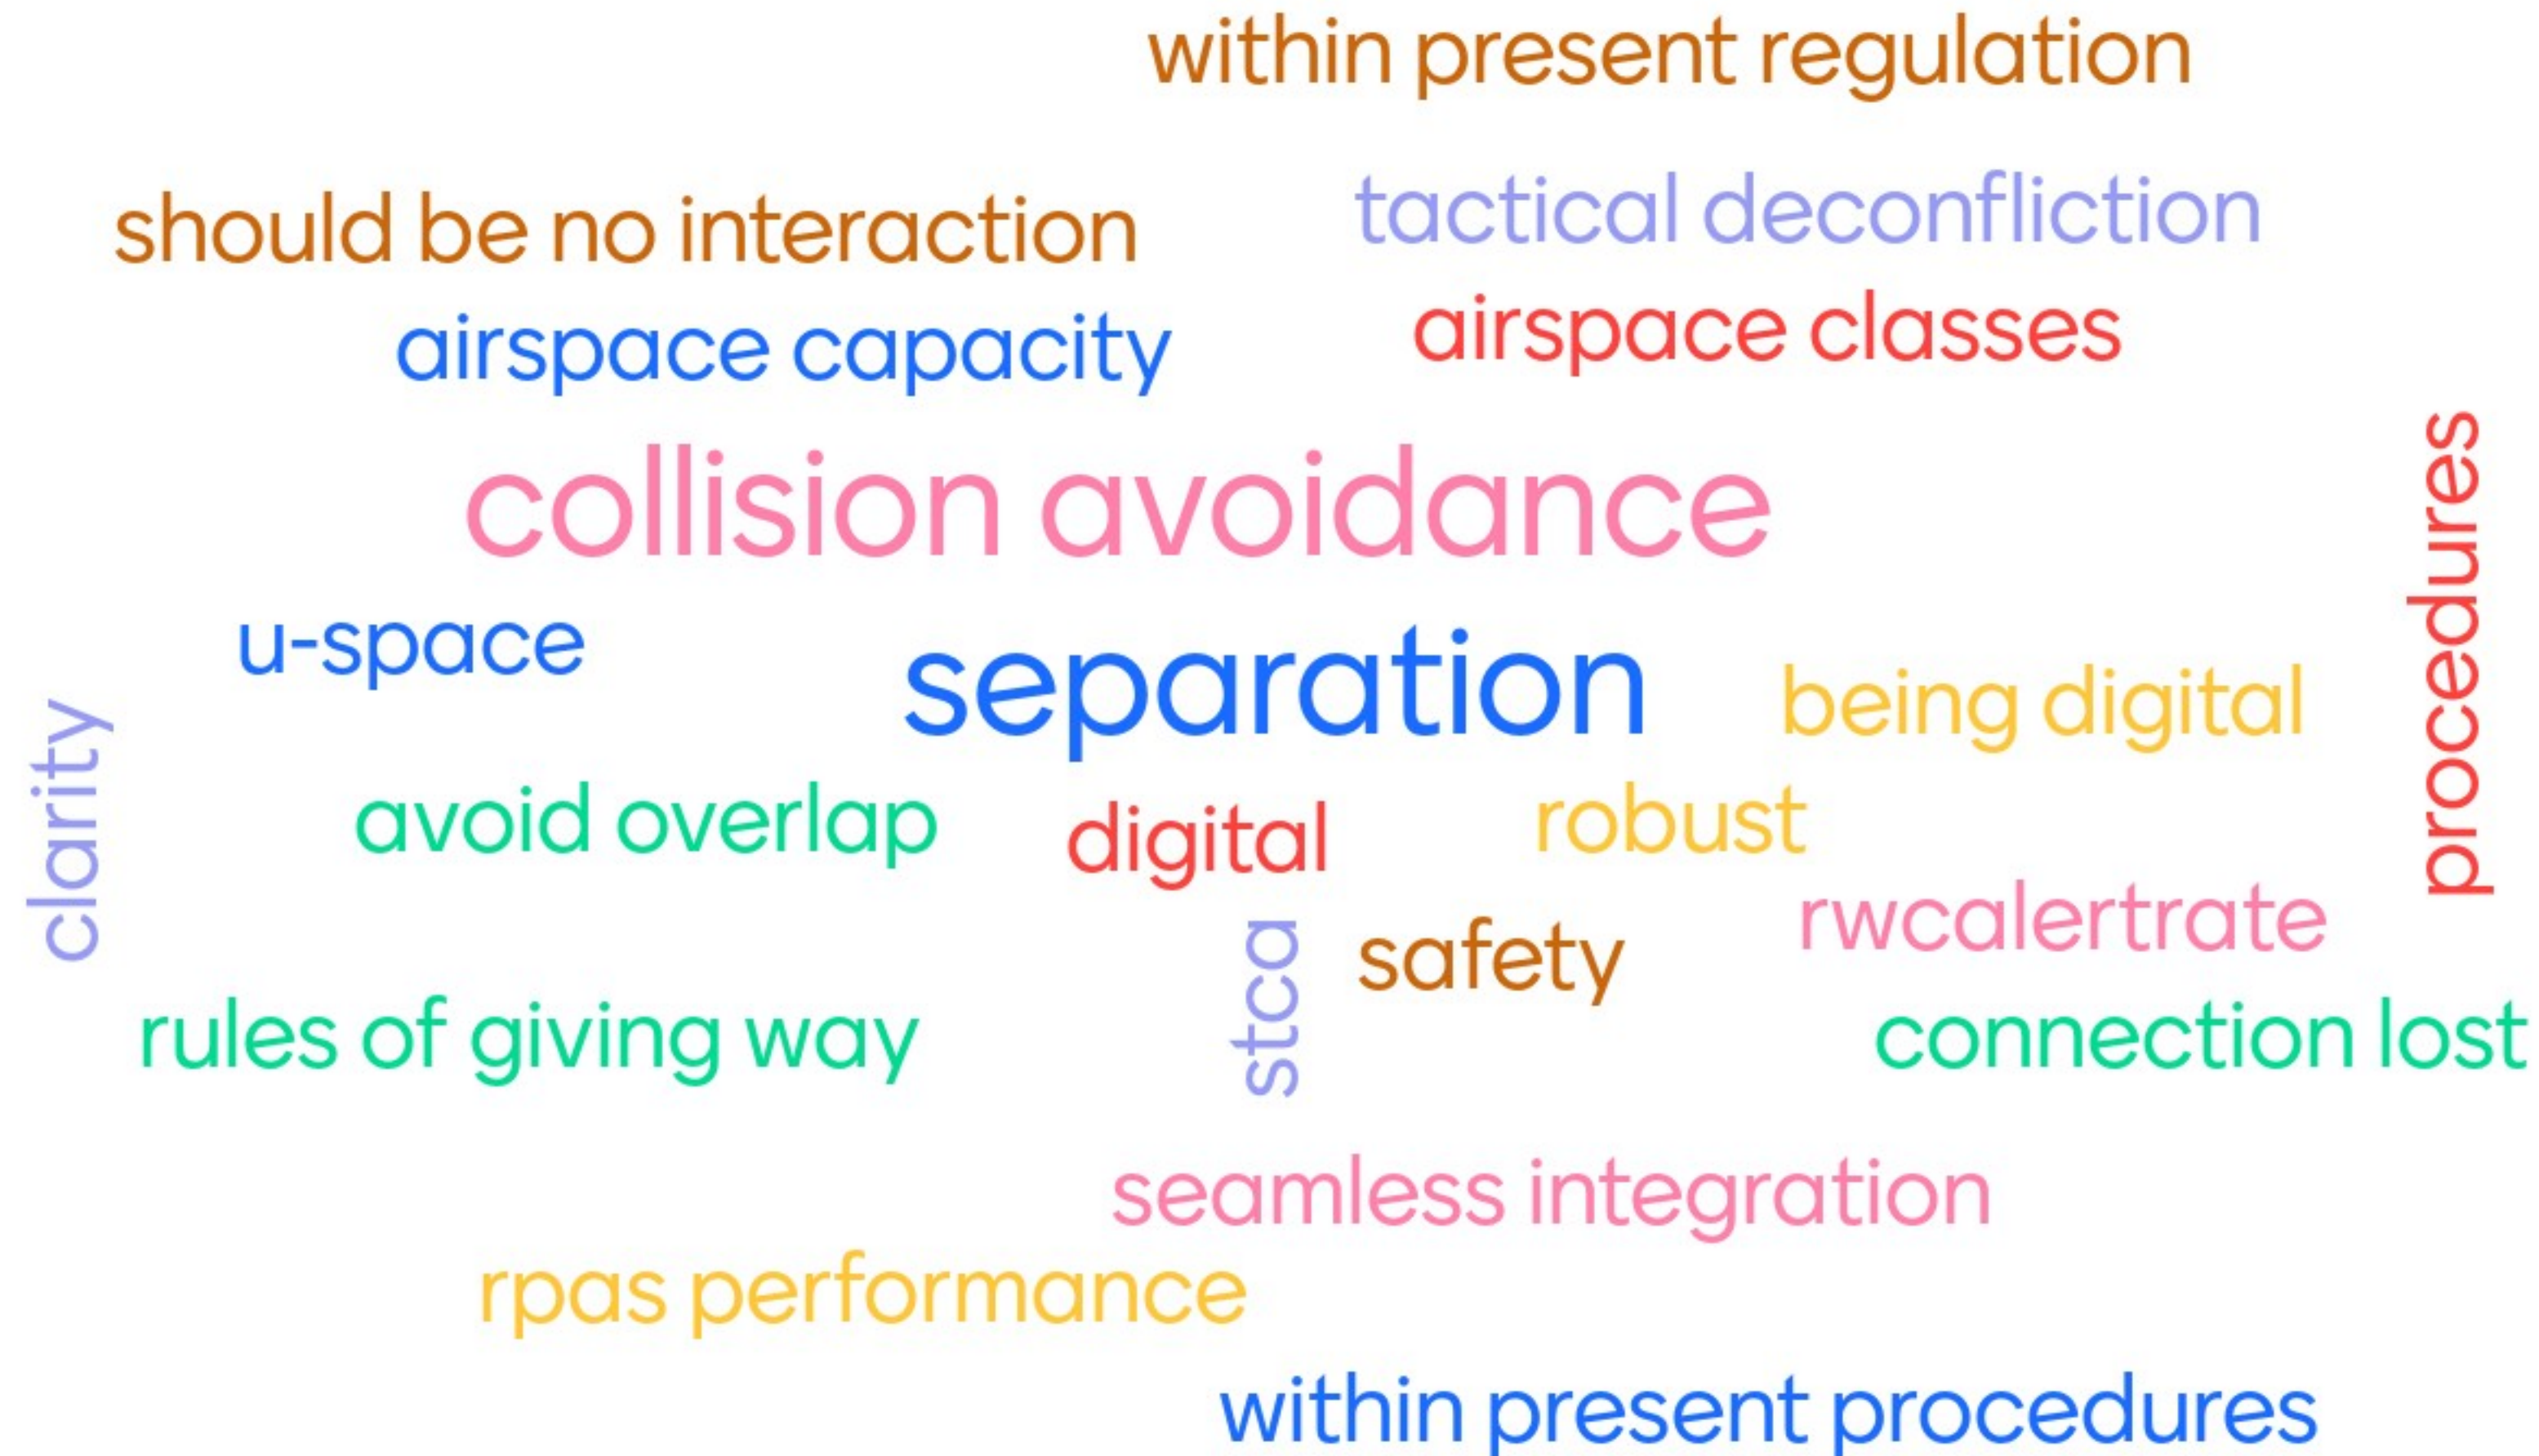 within present regulation
tactical deconfliction
should be no interaction
airspace classes
airspace capacity
collision avoidance
procedures
u-space
separation
being digital
clarity
avoid overlap
digital
robust
rwcalertrate
stca
safety
rules of giving way
connection lost
seamless integration
rpas performance
within present procedures